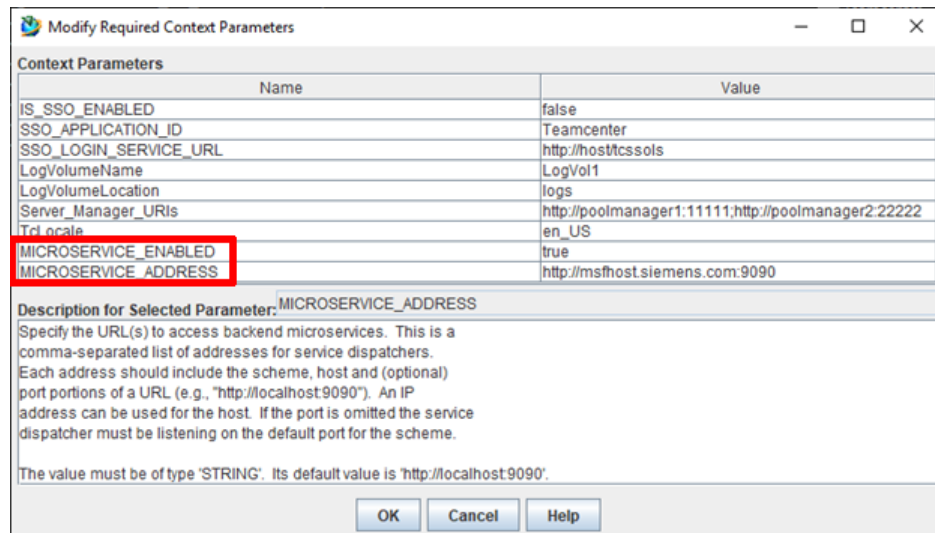 Modify Required Context Parameters
Context Parameters
Name Value
IS_SSO_ENABLED false
SSO_APPLICATION_ID Teamcenter
SSO_LOGIN_SERVICE_URL http://host/tcssols
LogVolumeName LogVol1
LogVolumeLocation logs
Server_Manager_URIs http://poolmanager1:11111;http://poolmanager2:22222
TcLocale en_US
MICROSERVICE_ENABLED true
MICROSERVICE_ADDRESS http://msfhost.siemens.com:9090
Description for Selected Parameter: MICROSERVICE_ADDRESS
Specify the URL(s) to access backend microservices. This is a
comma-separated list of addresses for service dispatchers.
Each address should include the scheme, host and (optional)
port portions of a URL (e.g., "http://localhost:9090"). An IP
address can be used for the host. If the port is omitted the service
dispatcher must be listening on the default port for the scheme.
The value must be of type 'STRING'. Its default value is 'http://localhost:9090'.
OK Cancel Help